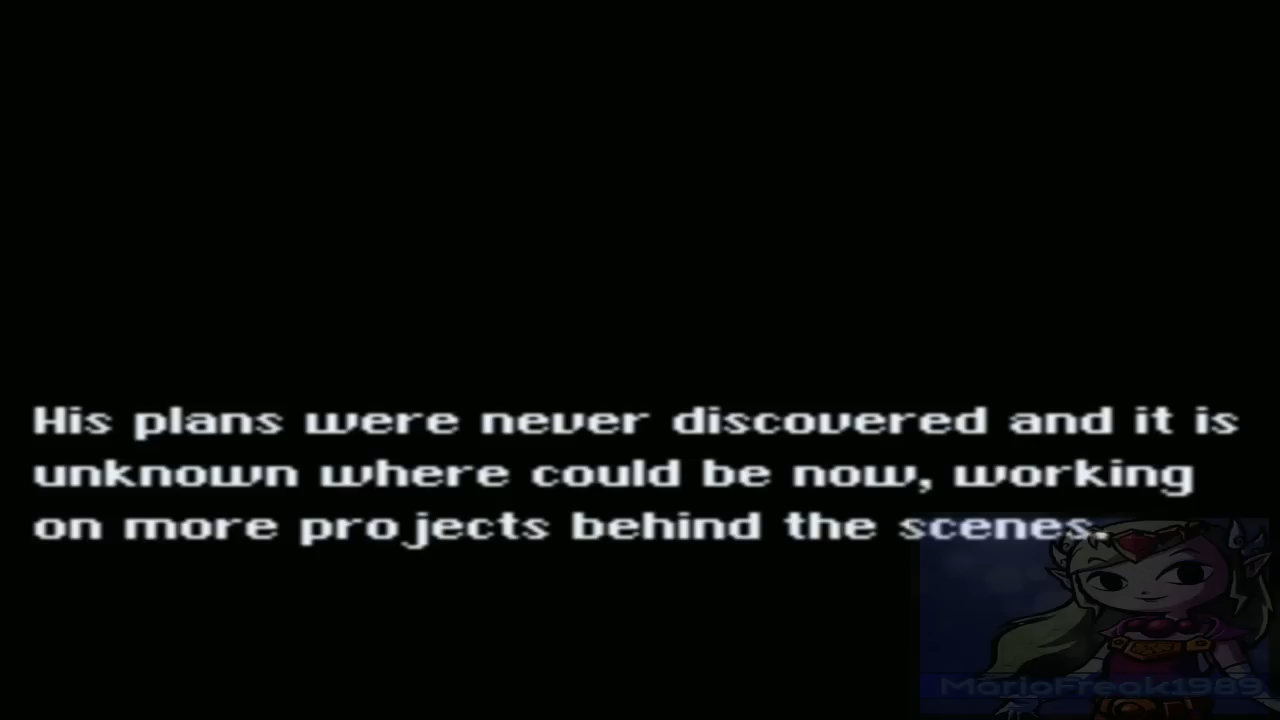 His plans were never discovered and it is
unknown where could be now, working
on more projects behind the scenes.
MarioFreak1989